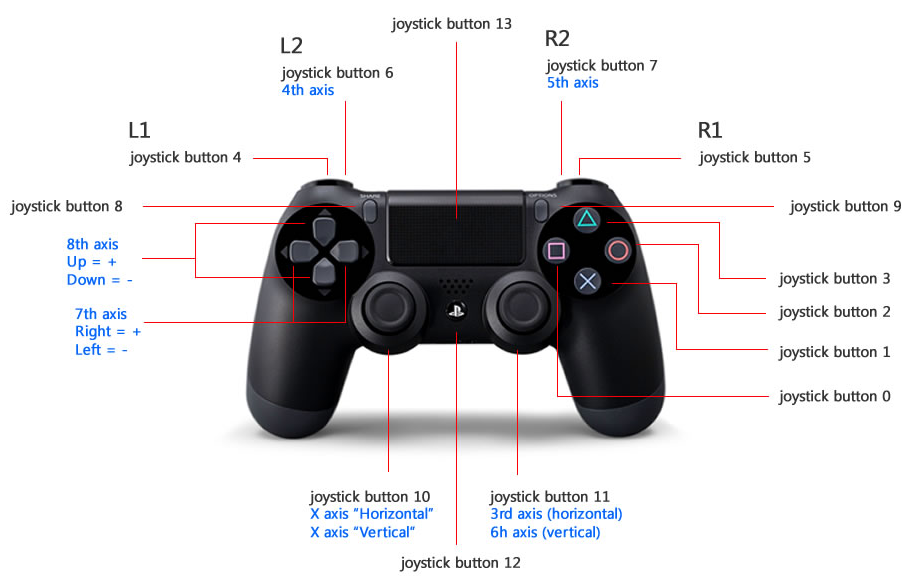 joystick button 13
L2
joystick button 6
4th axis
R2
joystick button 7
5th axis
L1
joystick button 4
R1
joystick button 5
SHARE
OPTIONS
joystick button 8
joystick button 9
8th axis
Up = +
Down = -
7th axis
Right = +
Left = -
joystick button 3
joystick button 2
joystick button 1
joystick button 0
joystick button 10
X axis “Horizontal”
X axis “Vertical”
joystick button 11
3rd axis (horizontal)
6h axis (vertical)
joystick button 12